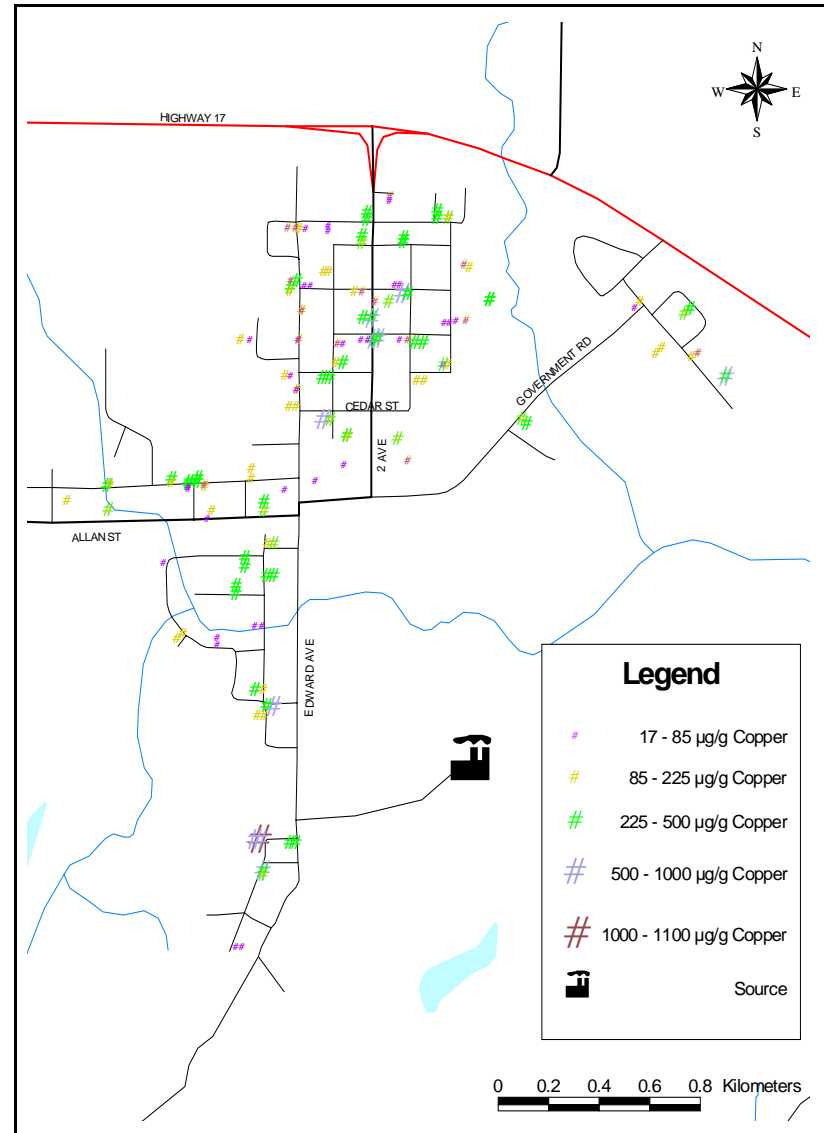 N
W E
S
HIGHWAY 17
GOVERNMENT RD
CEDAR ST
2 AVE
ALLAN ST
EDWARD AVE
Legend
# 17 - 85 µg/g Copper
# 85 - 225 µg/g Copper
# 225 - 500 µg/g Copper
# 500 - 1000 µg/g Copper
# 1000 - 1100 µg/g Copper
Source
0 0.2 0.4 0.6 0.8 Kilometers